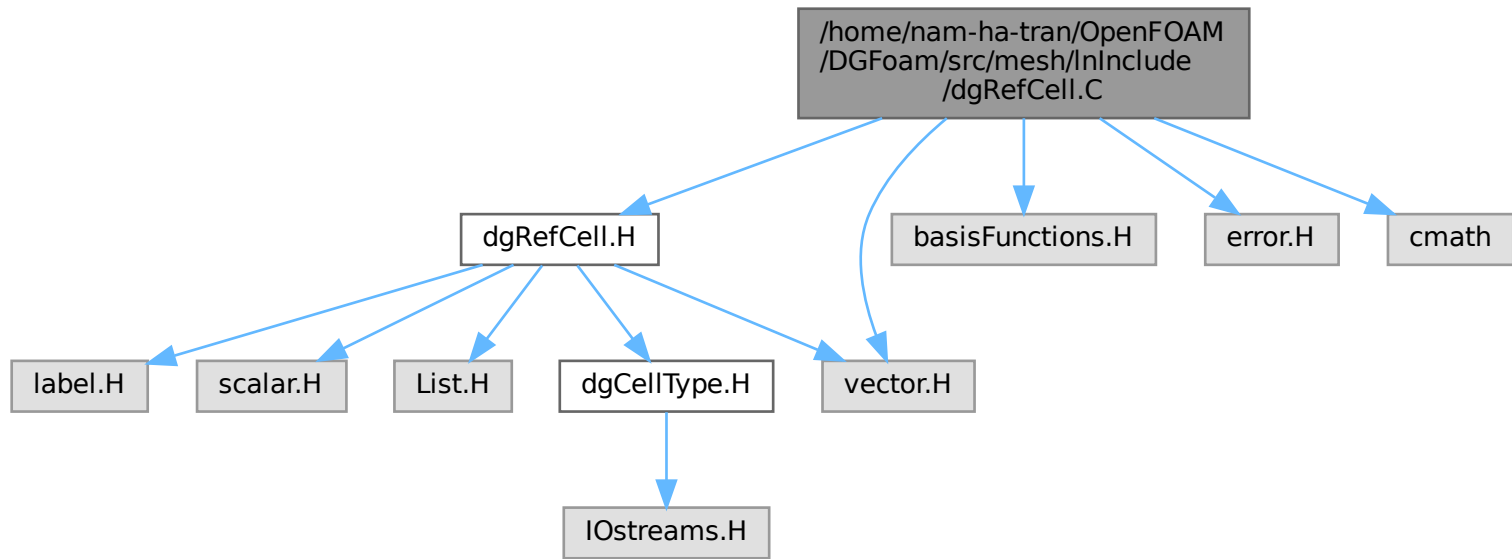 /home/nam-ha-tran/OpenFOAM
/DGFoam/src/mesh/lnInclude
/dgRefCell.C
dgRefCell.H
basisFunctions.H
error.H
cmath
label.H
scalar.H
List.H
dgCellType.H
vector.H
IOstreams.H